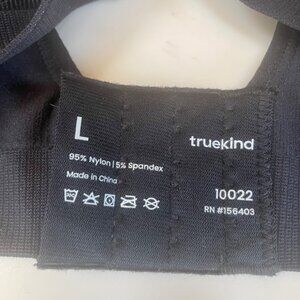 L
truekind
95% Nylon | 5% Spandex
Made in China
10022
RN #156403